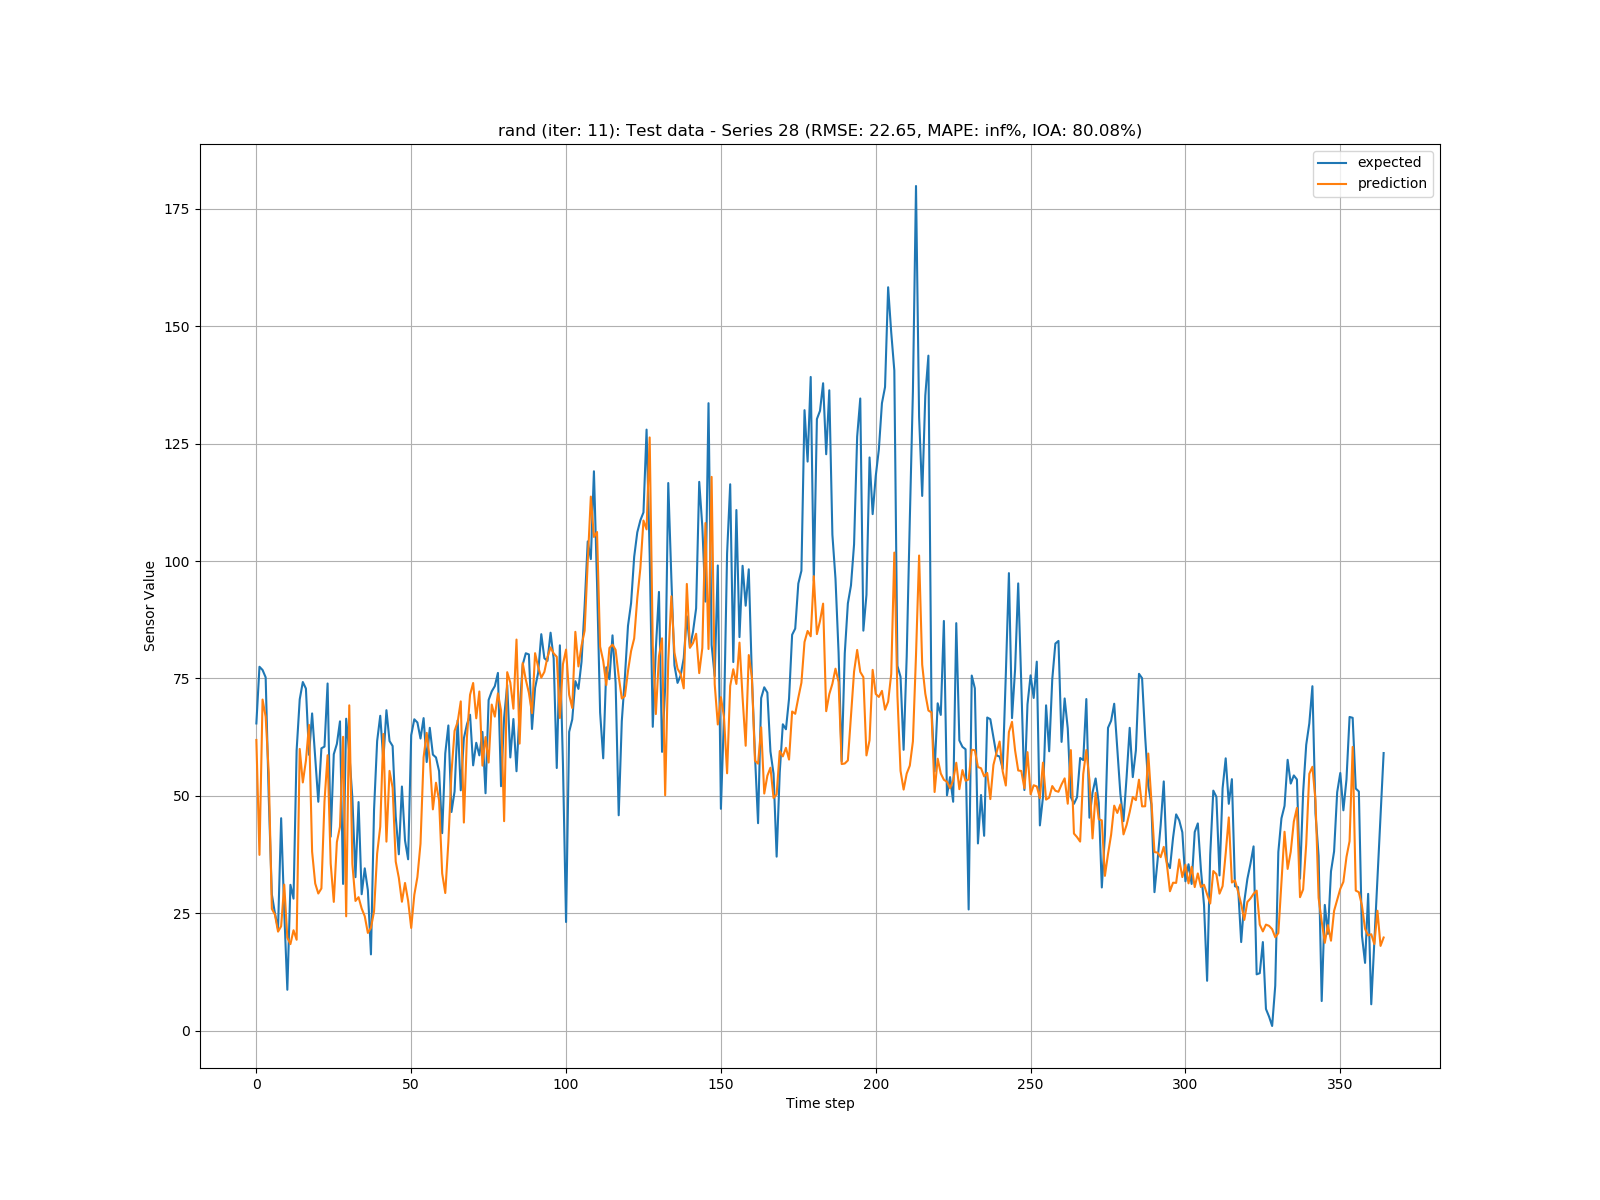 rand (iter: 11): Test data - Series 28 (RMSE: 22.65, MAPE: inf%, IOA: 80.08%)
expected
prediction
175
150
125
100
75
50
25
0
Sensor Value
0 50 100 150 200 250 300 350
Time step